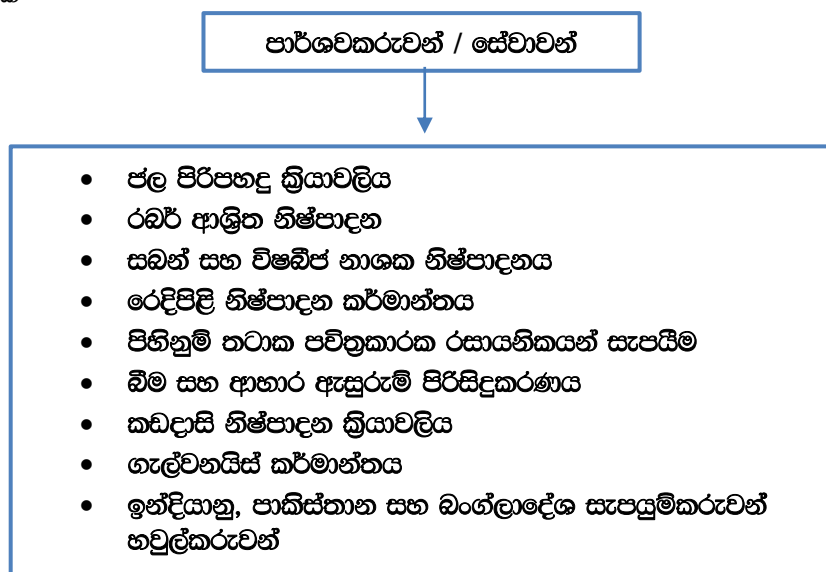 පාර්ශවකරුවන් / සේවාවන්
• ජල පිරිපහදු ක්‍රියාවලිය
• රබර් ආශ්‍රිත නිෂ්පාදන
• සබන් සහ විෂබීජ නාශක නිෂ්පාදනය
• රෙදිපිළි නිෂ්පාදන කර්මාන්තය
• පිහිනුම් තටාක පවිත්‍රකාරක රසායනිකයන් සැපයීම
• බීම සහ ආහාර ඇසුරුම් පිරිසිදුකරණය
• කඩදාසි නිෂ්පාදන ක්‍රියාවලිය
• ගැල්වනයිස් කර්මාන්තය
• ඉන්දියානු, පාකිස්තාන සහ බංග්ලාදේශ සැපයුම්කරුවන්
හවුල්කරුවන්